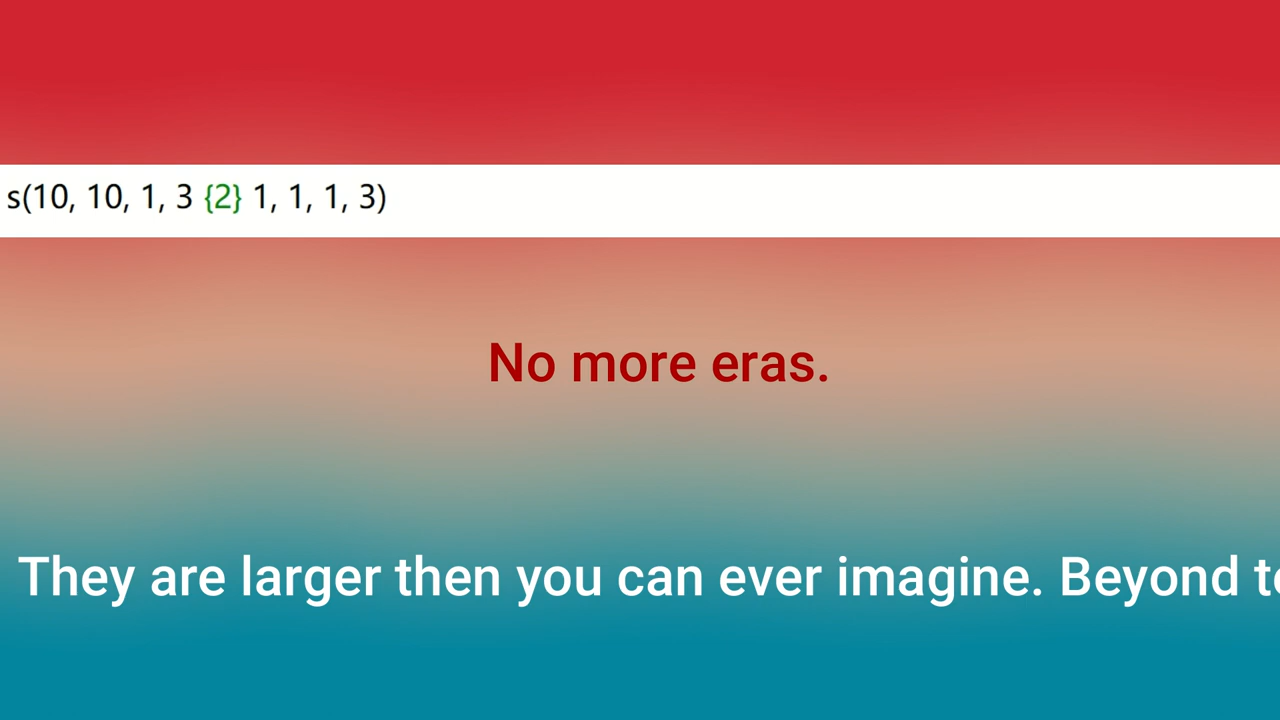 s(10, 10, 1, 3 {2} 1, 1, 1, 3)
No more eras.
They are larger then you can ever imagine. Beyond